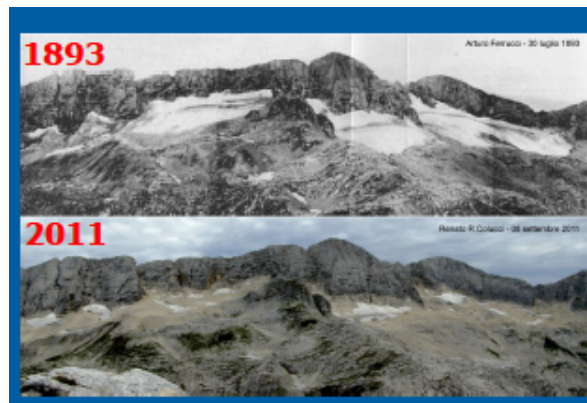 1893
Arturo Ferrucci - 30 luglio 1893
2011
Renato R.Colucci - 08 settembre 2011